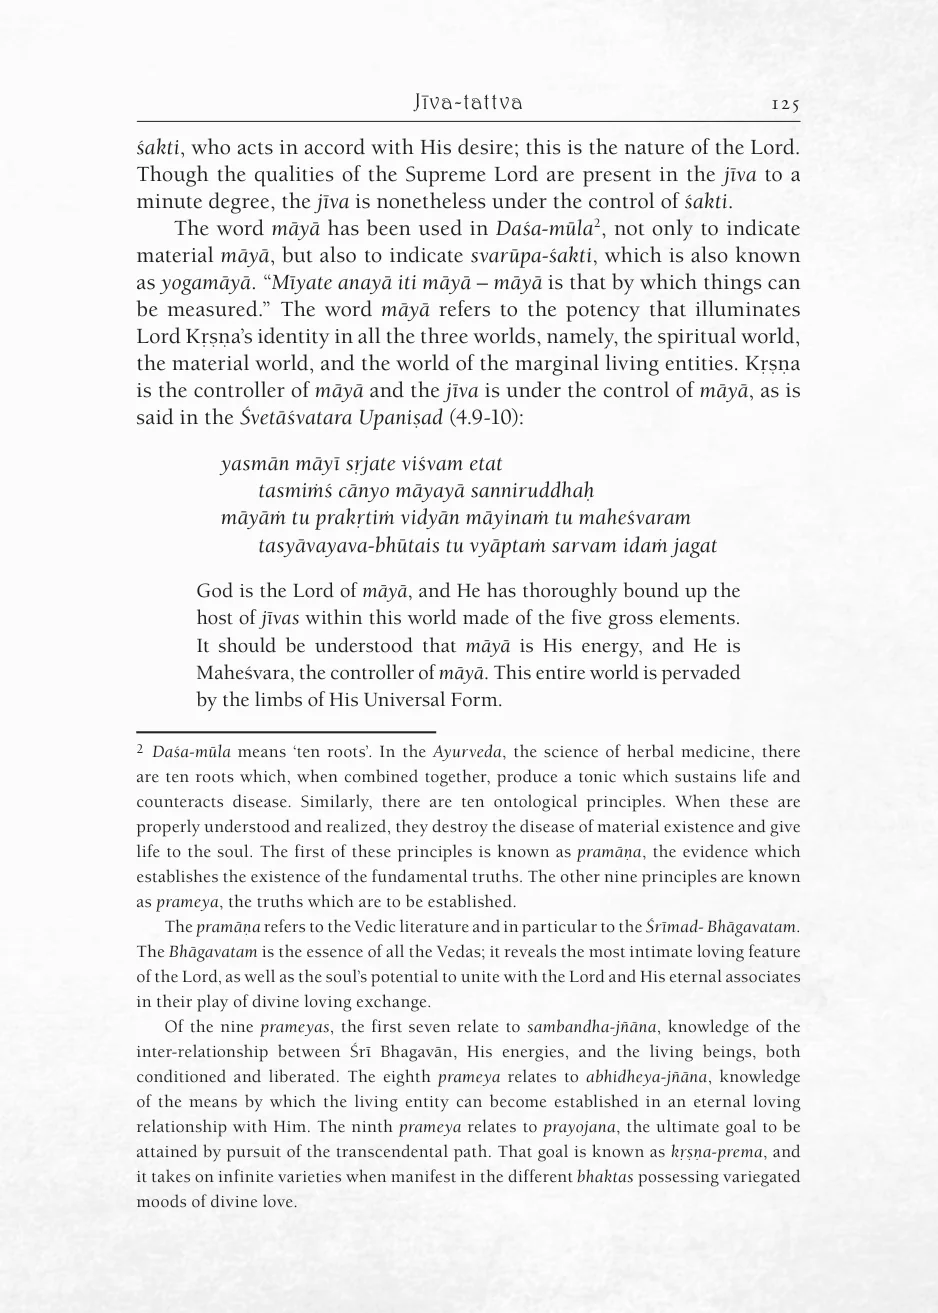 Jīva-tattva 125
śakti, who acts in accord with His desire; this is the nature of the Lord.
Though the qualities of the Supreme Lord are present in the jīva to a
minute degree, the jīva is nonetheless under the control of śakti.
The word māyā has been used in Daśa-mūla², not only to indicate
material māyā, but also to indicate svarūpa-śakti, which is also known
as yogamāyā. “Mīyate anayā iti māyā – māyā is that by which things can
be measured.” The word māyā refers to the potency that illuminates
Lord Kṛṣṇa’s identity in all the three worlds, namely, the spiritual world,
the material world, and the world of the marginal living entities. Kṛṣṇa
is the controller of māyā and the jīva is under the control of māyā, as is
said in the Śvetāśvatara Upaniṣad (4.9-10):
yasmān māyī sṛjate viśvam etat
tasmiṁś cānyo māyayā sanniruddhaḥ
māyāṁ tu prakṛtiṁ vidyān māyinaṁ tu maheśvaram
tasyāvayava-bhūtais tu vyāptaṁ sarvam idaṁ jagat
God is the Lord of māyā, and He has thoroughly bound up the
host of jīvas within this world made of the five gross elements.
It should be understood that māyā is His energy, and He is
Maheśvara, the controller of māyā. This entire world is pervaded
by the limbs of His Universal Form.
2 Daśa-mūla means ‘ten roots’. In the Ayurveda, the science of herbal medicine, there
are ten roots which, when combined together, produce a tonic which sustains life and
counteracts disease. Similarly, there are ten ontological principles. When these are
properly understood and realized, they destroy the disease of material existence and give
life to the soul. The first of these principles is known as pramāṇa, the evidence which
establishes the existence of the fundamental truths. The other nine principles are known
as prameya, the truths which are to be established.
The pramāṇa refers to the Vedic literature and in particular to the Śrīmad- Bhāgavatam.
The Bhāgavatam is the essence of all the Vedas; it reveals the most intimate loving feature
of the Lord, as well as the soul’s potential to unite with the Lord and His eternal associates
in their play of divine loving exchange.
Of the nine prameyas, the first seven relate to sambandha-jñāna, knowledge of the
inter-relationship between Śrī Bhagavān, His energies, and the living beings, both
conditioned and liberated. The eighth prameya relates to abhidheya-jñāna, knowledge
of the means by which the living entity can become established in an eternal loving
relationship with Him. The ninth prameya relates to prayojana, the ultimate goal to be
attained by pursuit of the transcendental path. That goal is known as kṛṣṇa-prema, and
it takes on infinite varieties when manifest in the different bhaktas possessing variegated
moods of divine love.